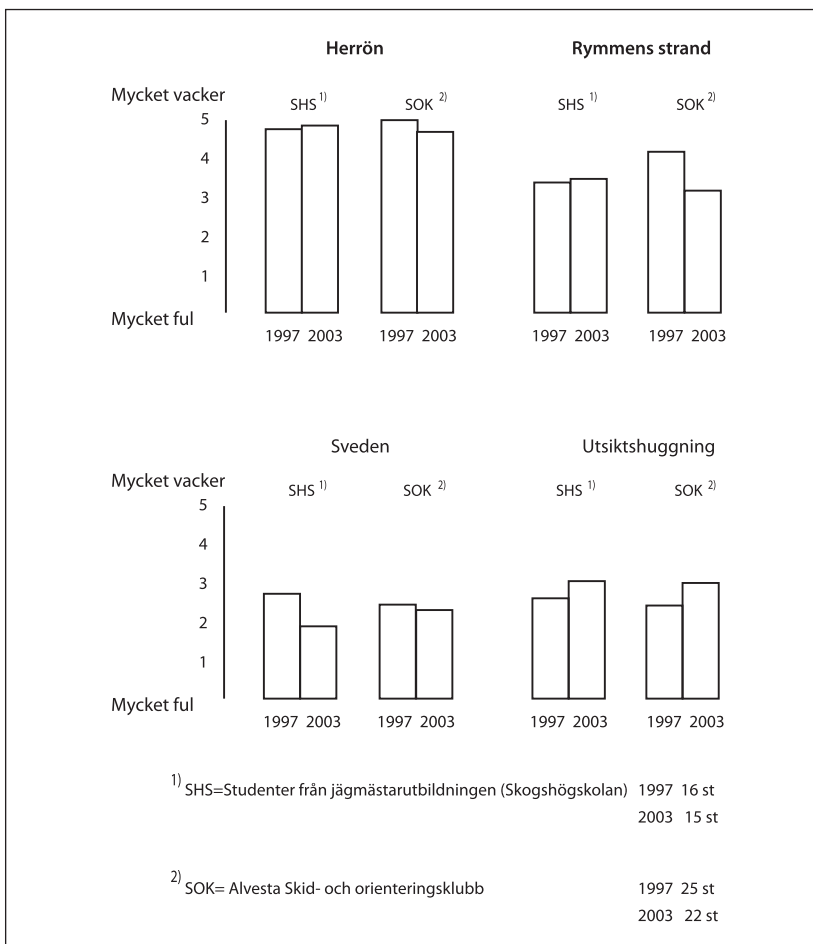 Herrön Rymmens strand
Mycket vacker
SHS 1) SOK 2) SHS 1) SOK 2)
5
4
3
2
1
Mycket ful
1997 2003 1997 2003 1997 2003 1997 2003
Sveden Utsiktshuggning
Mycket vacker
SHS 1) SOK 2) SHS 1) SOK 2)
5
4
3
2
1
Mycket ful
1997 2003 1997 2003 1997 2003 1997 2003
1) SHS=Studenter från jägmästarutbildningen (Skogshögskolan) 1997 16 st
2003 15 st
2) SOK= Alvesta Skid- och orienteringsklubb 1997 25 st
2003 22 st